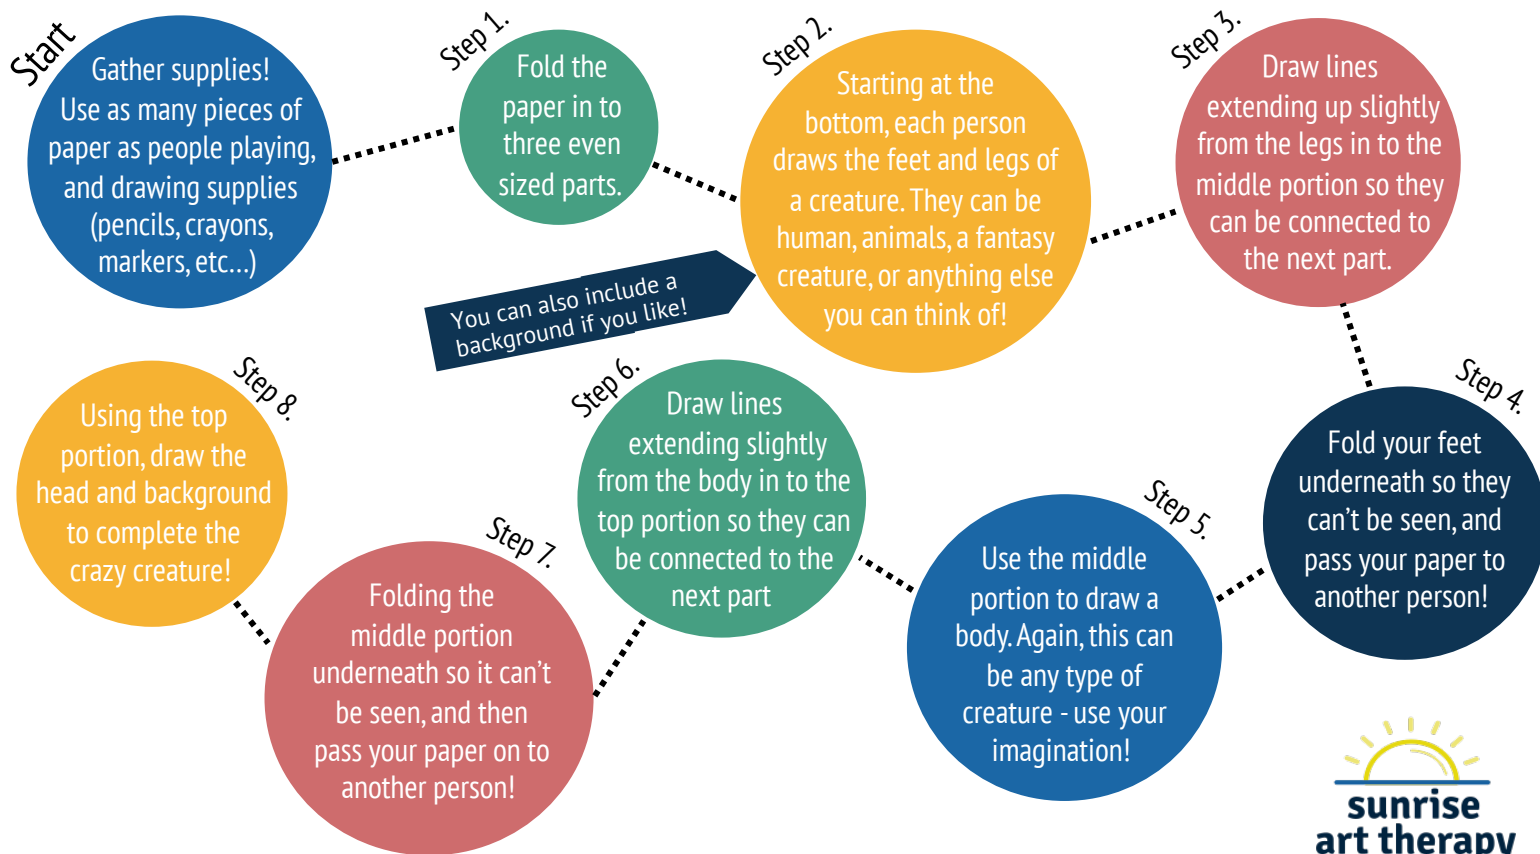 Start
Gather supplies!
Use as many pieces of
paper as people playing,
and drawing supplies
(pencils, crayons,
markers, etc...)
Step 1.
Fold the
paper in to
three even
sized parts.
Step 2.
Starting at the
bottom, each person
draws the feet and legs of
a creature. They can be
human, animals, a fantasy
creature, or anything else
you can think of!
You can also include a
background if you like!
Step 3.
Draw lines
extending up slightly
from the legs in to the
middle portion so they
can be connected to
the next part.
Step 4.
Fold your feet
underneath so they
can't be seen, and
pass your paper to
another person!
Step 5.
Use the middle
portion to draw a
body. Again, this can
be any type of
creature - use your
imagination!
Step 6.
Draw lines
extending slightly
from the body in to the
top portion so they can
be connected to the
next part
Step 7.
Folding the
middle portion
underneath so it can't
be seen, and then
pass your paper on to
another person!
Step 8.
Using the top
portion, draw the
head and background
to complete the
crazy creature!
sunrise
art therapy